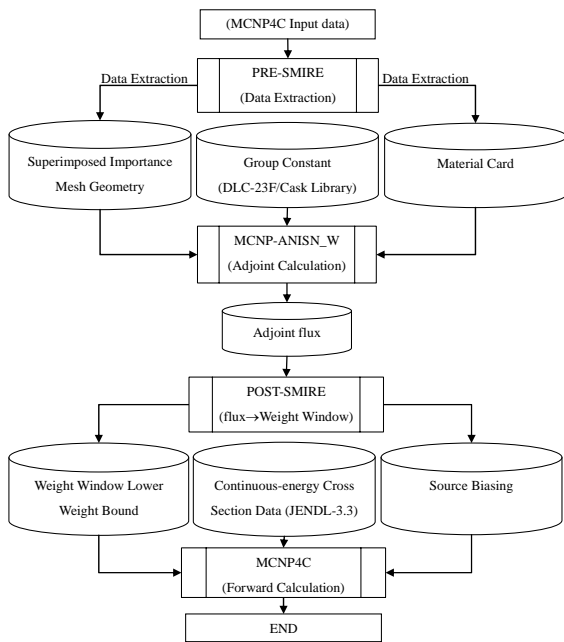 (MCNP4C Input data)
PRE-SMIRE
(Data Extraction)
Data Extraction
Data Extraction
Superimposed Importance
Mesh Geometry
Group Constant
(DLC-23F/Cask Library)
Material Card
MCNP-ANISN_W
(Adjoint Calculation)
Adjoint flux
POST-SMIRE
(flux→Weight Window)
Weight Window Lower
Weight Bound
Continuous-energy Cross
Section Data (JENDL-3.3)
Source Biasing
MCNP4C
(Forward Calculation)
END